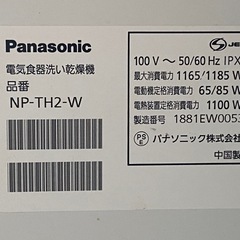 Panasonic
電気食器洗い乾燥機
品番
NP-TH2-W
JE
100 V ～ 50/60 Hz IPX
最大消費電力 1165/1185 W
電動機定格消費電力 65/85 W
電熱装置定格消費電力 1100 W
製造番号 1881EW0053
PS
E
パナソニック株式会社
中国製